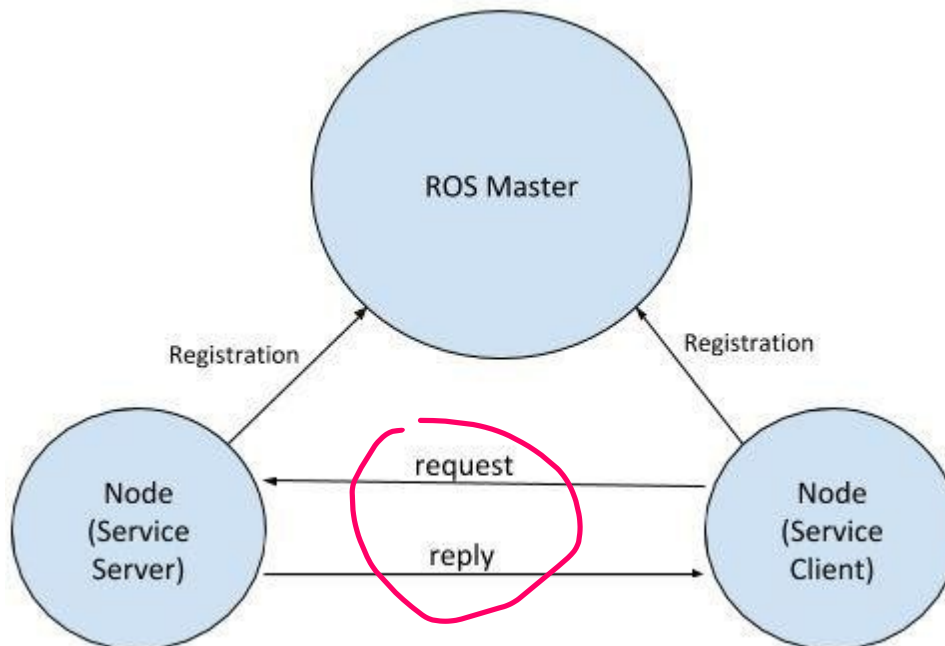 ROS Master
Registration
Registration
request
reply
Node
(Service
Server)
Node
(Service
Client)